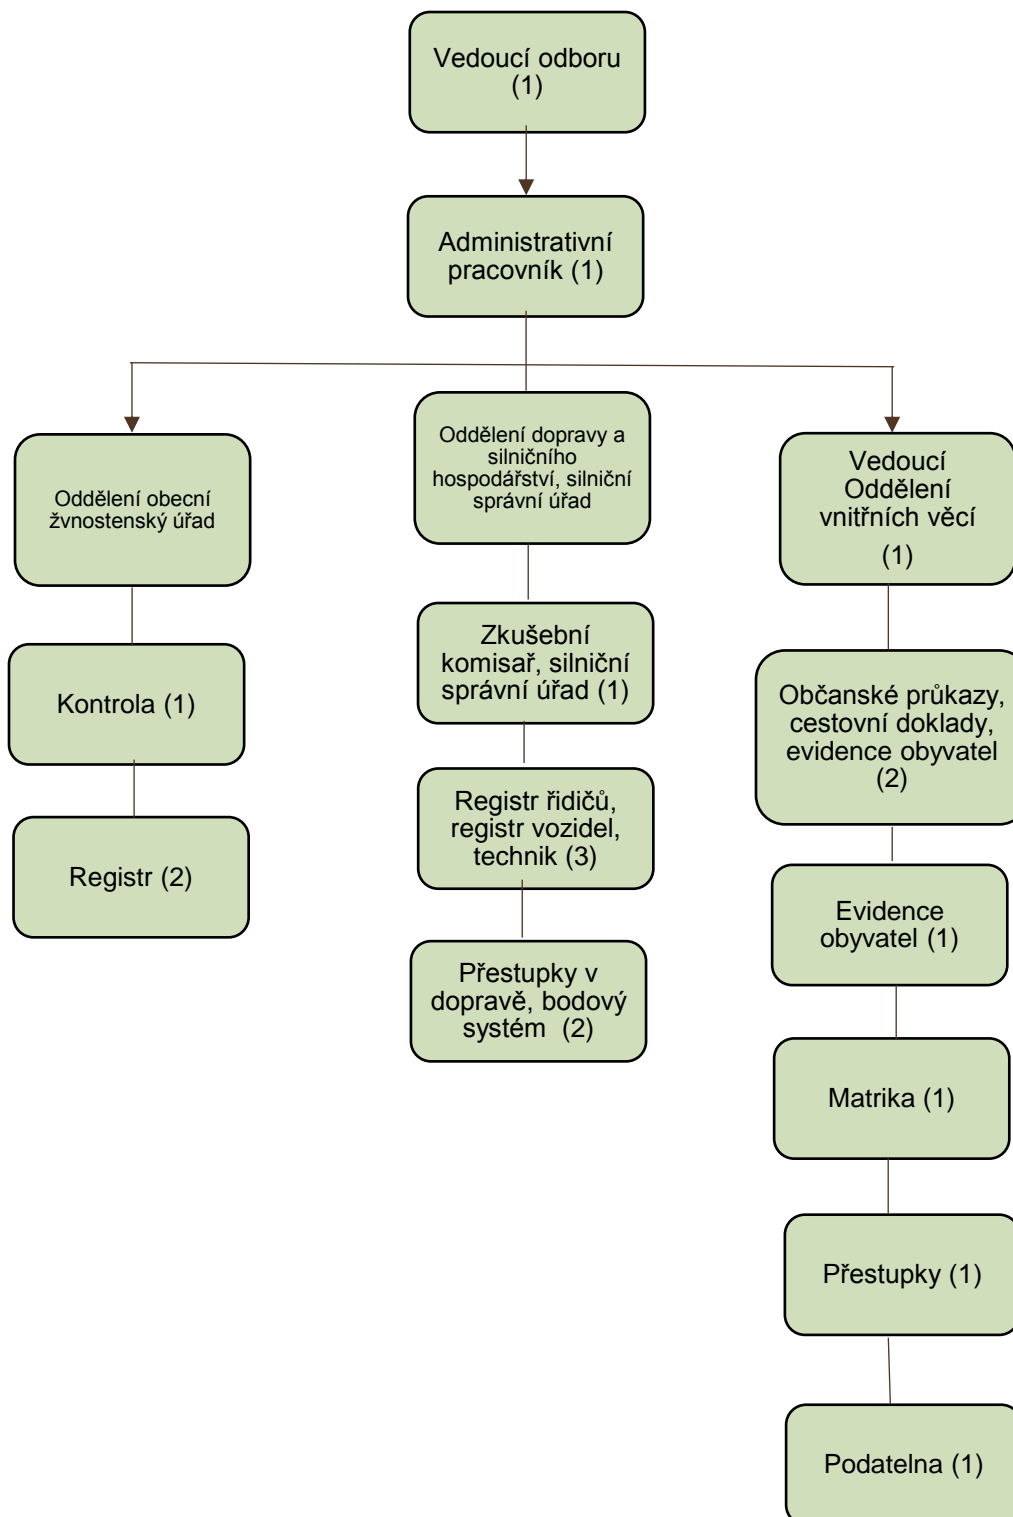 Vedoucí odboru
(1)
Administrativní
pracovník (1)
Oddělení obecní
žvnostenský úřad
Kontrola (1)
Registr (2)
Oddělení dopravy a
silničního
hospodářství, silniční
správní úřad
Zkušební
komisař, silniční
správní úřad (1)
Registr řidičů,
registr vozidel,
technik (3)
Přestupky v
dopravě, bodový
systém (2)
Vedoucí
Oddělení
vnitřních věcí
(1)
Občanské průkazy,
cestovní doklady,
evidence obyvatel
(2)
Evidence
obyvatel (1)
Matrika (1)
Přestupky (1)
Podatelna (1)